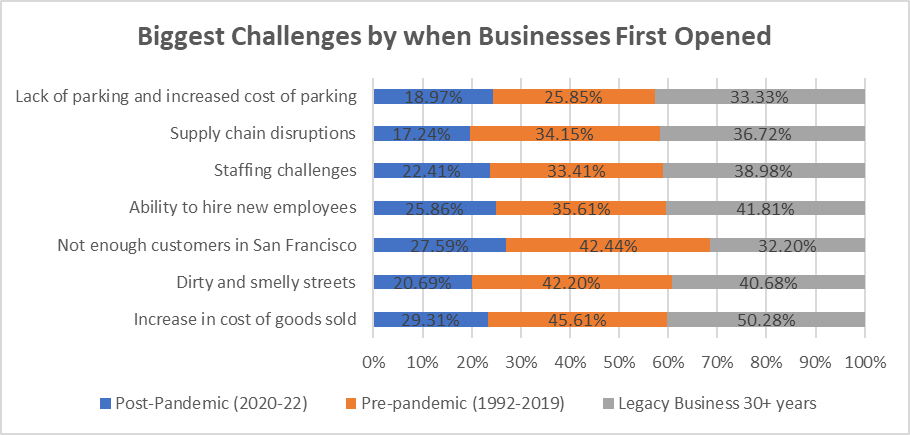 Biggest Challenges by when Businesses First Opened
Lack of parking and increased cost of parking 18.97% 25.85% 33.33%
Supply chain disruptions 17.24% 34.15% 36.72%
Staffing challenges 22.41% 33.41% 38.98%
Ability to hire new employees 25.86% 35.61% 41.81%
Not enough customers in San Francisco 27.59% 42.44% 32.20%
Dirty and smelly streets 20.69% 42.20% 40.68%
Increase in cost of goods sold 29.31% 45.61% 50.28%
0% 10% 20% 30% 40% 50% 60% 70% 80% 90% 100%
Post-Pandemic (2020-22) Pre-pandemic (1992-2019) Legacy Business 30+ years